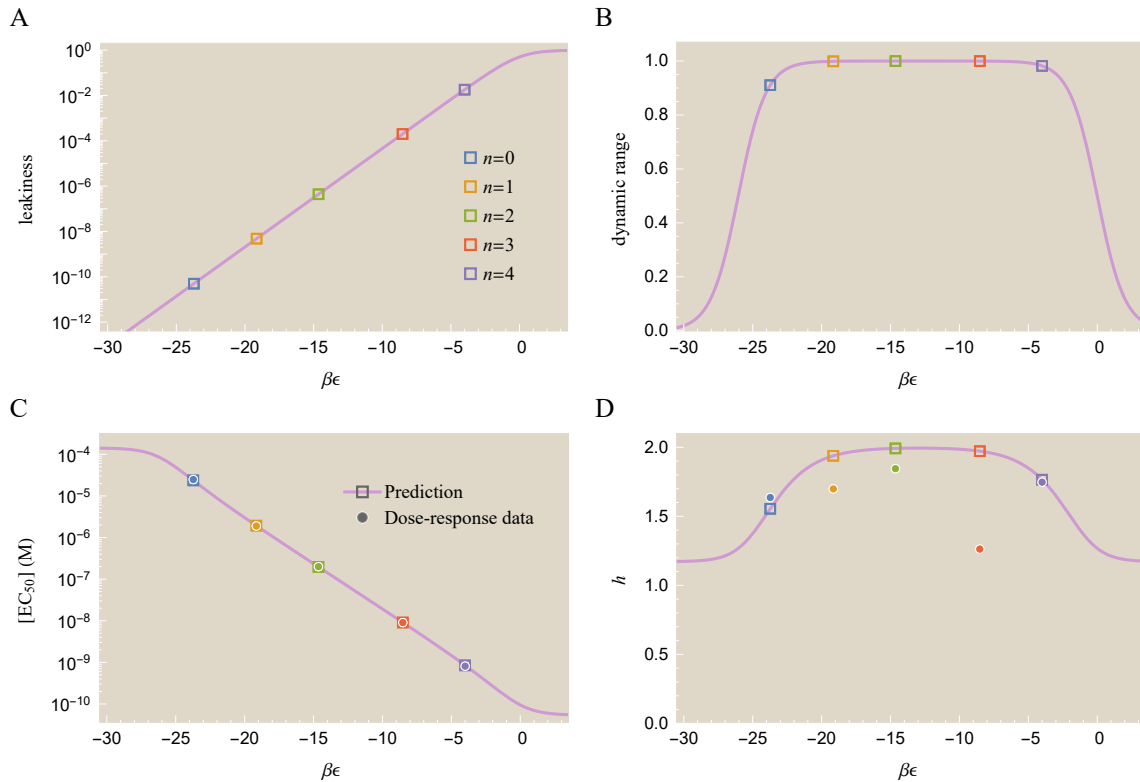 A
10⁰
10⁻²
10⁻⁴
10⁻⁶
10⁻⁸
10⁻¹⁰
10⁻¹²
leakiness
n=0
n=1
n=2
n=3
n=4
−30 −25 −20 −15 −10 −5 0
βϵ
B
1.0
0.8
0.6
0.4
0.2
0.0
dynamic range
−30 −25 −20 −15 −10 −5 0
βϵ
C
10⁻⁴
10⁻⁵
10⁻⁶
10⁻⁷
10⁻⁸
10⁻⁹
10⁻¹⁰
[EC₅₀] (M)
Prediction
Dose-response data
−30 −25 −20 −15 −10 −5 0
βϵ
D
2.0
1.5
1.0
0.5
0.0
h
−30 −25 −20 −15 −10 −5 0
βϵ